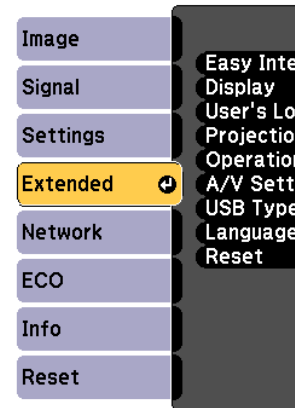 Image
Signal
Settings
Extended
Network
ECO
Info
Reset
Easy Inte
Display
User's Lo
Projectio
Operation
A/V Sett
USB Type
Language
Reset